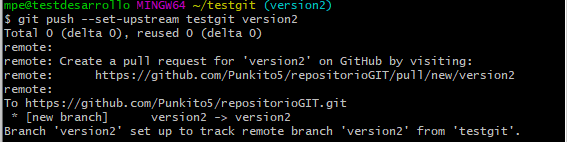 mpe@testdesarrollo MINGW64 ~/testgit (version2)
$ git push --set-upstream testgit version2
Total 0 (delta 0), reused 0 (delta 0)
remote:
remote: Create a pull request for 'version2' on GitHub by visiting:
remote:      https://github.com/Punkito5/repositorioGIT/pull/new/version2
remote:
To https://github.com/Punkito5/repositorioGIT.git
 * [new branch]      version2 -> version2
Branch 'version2' set up to track remote branch 'version2' from 'testgit'.